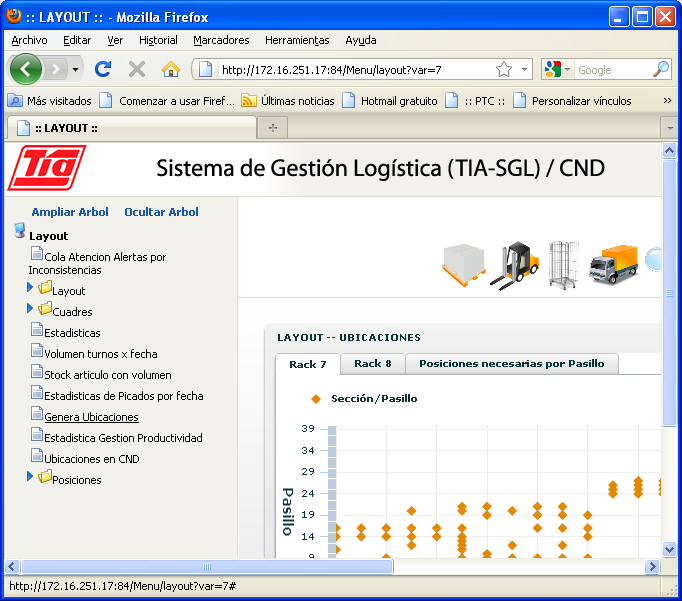 :: LAYOUT :: - Mozilla Firefox
Archivo Editar Ver Historial Marcadores Herramientas Ayuda
http://172.16.251.17:84/Menu/layout?var=7 Google
Más visitados Comenzar a usar Firef... Últimas noticias Hotmail gratuito :: PTC :: Personalizar vínculos »
:: LAYOUT ::
Tia Sistema de Gestión Logística (TIA-SGL) / CND
Ampliar Arbol Ocultar Arbol
Layout
Cola Atencion Alertas por
Inconsistencias
Layout
Cuadres
Estadisticas
Volumen turnos x fecha
Stock articulo con volumen
Estadisticas de Picados por fecha
Genera Ubicaciones
Estadistica Gestion Productividad
Ubicaciones en CND
Posiciones
LAYOUT -- UBICACIONES
Rack 7 Rack 8 Posiciones necesarias por Pasillo
Sección/Pasillo
Pasillo
39
34
29
24
19
14
9
http://172.16.251.17:84/Menu/layout?var=7#